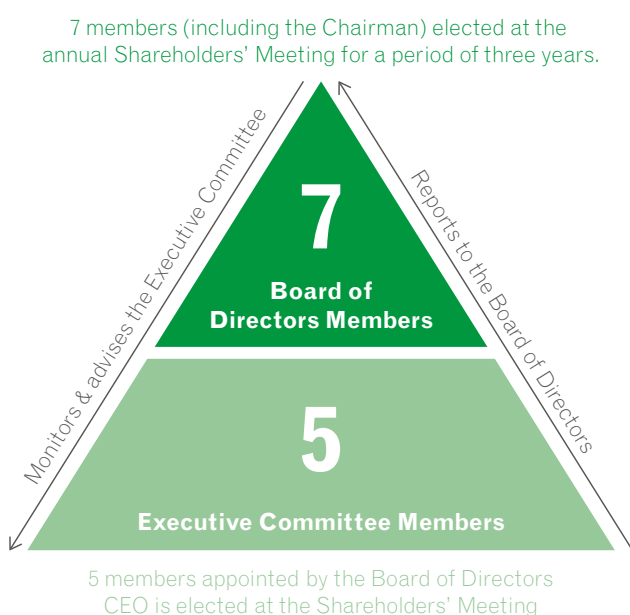 7 members (including the Chairman) elected at the
annual Shareholders’ Meeting for a period of three years.
Monitors & advises the Executive Committee
Reports to the Board of Directors
7
Board of
Directors Members
5
Executive Committee Members
5 members appointed by the Board of Directors
CEO is elected at the Shareholders’ Meeting